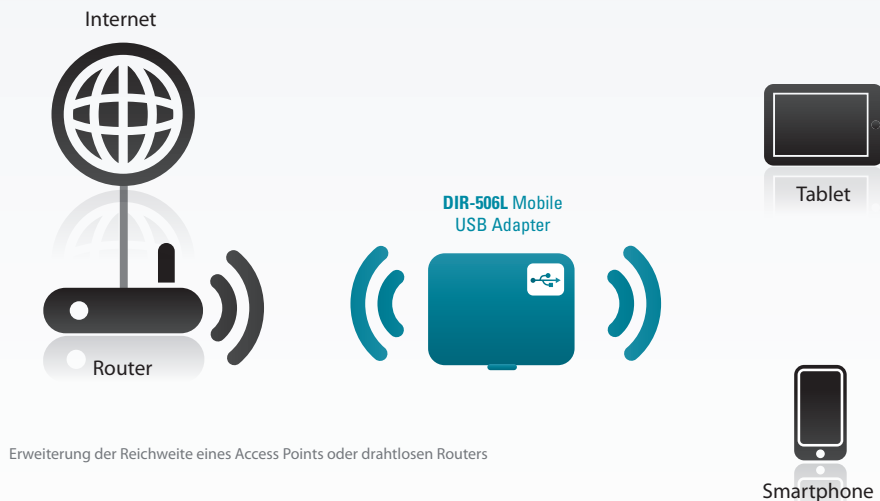 Internet
DIR-506L Mobile
USB Adapter
Tablet
Router
Erweiterung der Reichweite eines Access Points oder drahtlosen Routers
Smartphone